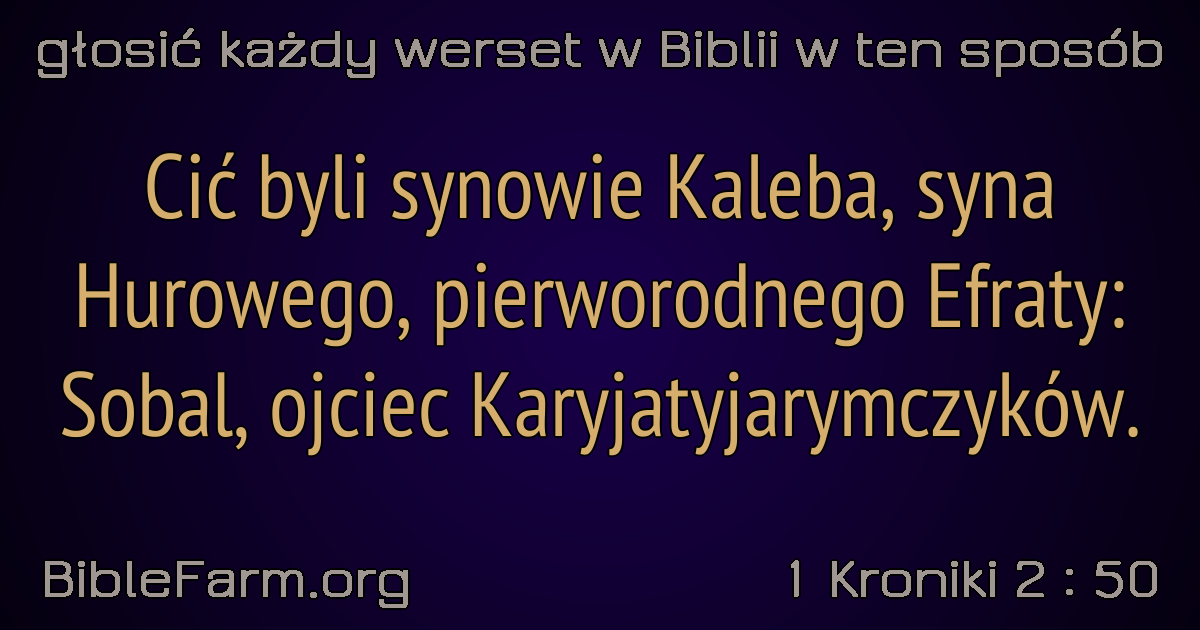 głosić każdy werset w Biblii w ten sposób
Cić byli synowie Kaleba, syna
Hurowego, pierworodnego Efraty:
Sobal, ojciec Karyjatyjarymczyków.
BibleFarm.org
1 Kroniki 2 : 50